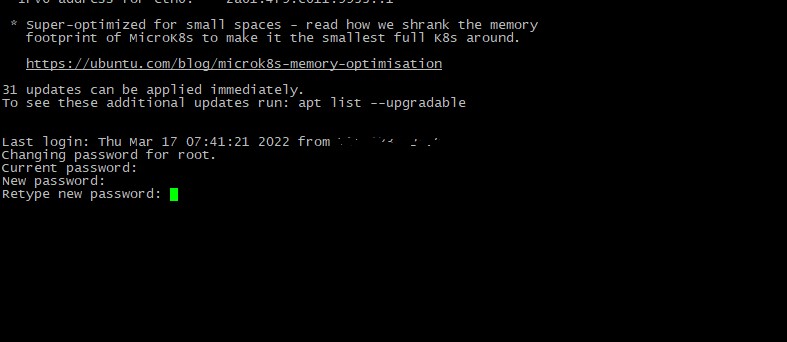 * Super-optimized for small spaces - read how we shrank the memory
footprint of MicroK8s to make it the smallest full K8s around.
https://ubuntu.com/blog/microk8s-memory-optimisation
31 updates can be applied immediately.
To see these additional updates run: apt list --upgradable
Last login: Thu Mar 17 07:41:21 2022 from
Changing password for root.
Current password:
New password:
Retype new password: